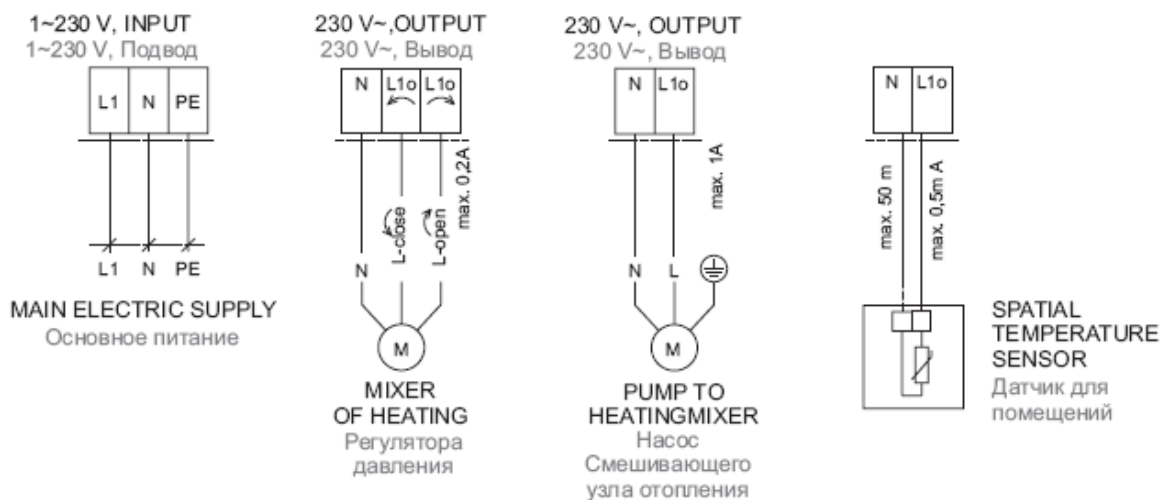 1~230 V, INPUT
1~230 V, Подвод
L1 N PE
L1 N PE
MAIN ELECTRIC SUPPLY
Основное питание
230 V~,OUTPUT
230 V~, Вывод
N L1o L1o
max. 0,2A
L-close
L-open
N
M
MIXER
OF HEATING
Регулятора
давления
230 V~, OUTPUT
230 V~, Вывод
N L1o
max. 1A
N L
M
PUMP TO
HEATINGMIXER
Насос
Смешивающего
узла отопления
N L1o
max. 50 m
max. 0,5m A
SPATIAL
TEMPERATURE
SENSOR
Датчик для
помещений